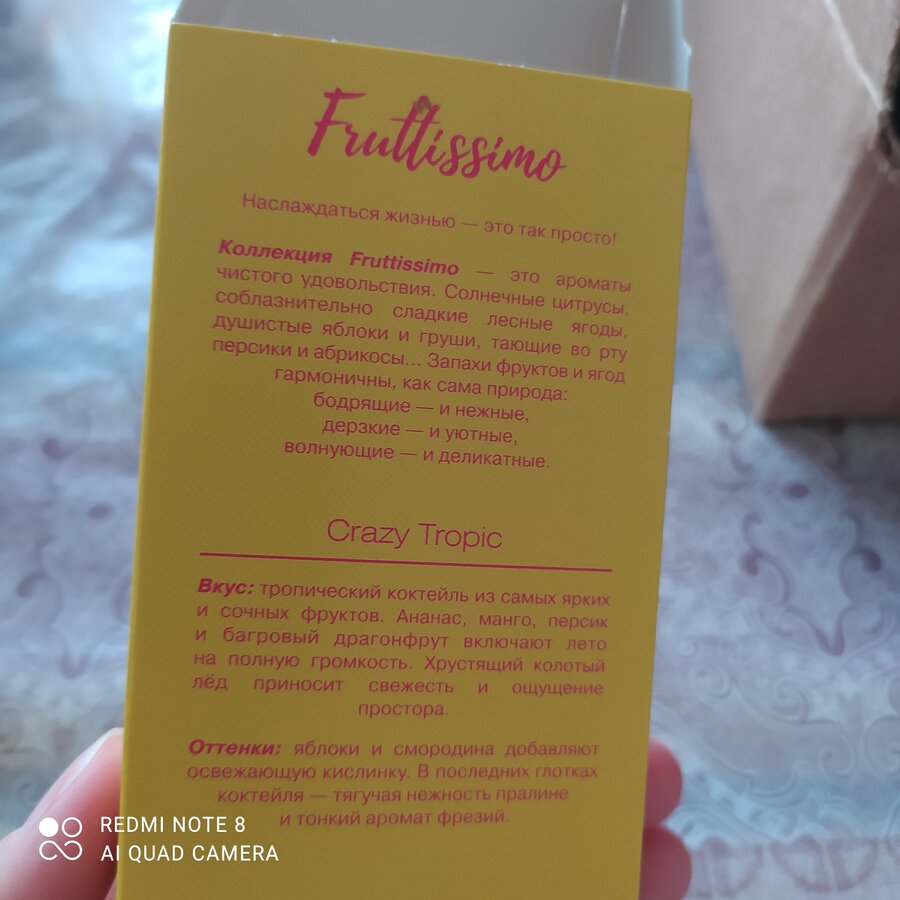 Fruttissimo
Наслаждаться жизнью — это так просто!
Коллекция Fruttissimo — это ароматы
чистого удовольствия. Солнечные цитрусы,
соблазнительно сладкие лесные ягоды,
душистые яблоки и груши, тающие во рту
персики и абрикосы... Запахи фруктов и ягод
гармоничны, как сама природа:
бодрящие — и нежные,
дерзкие — и уютные,
волнующие — и деликатные.
Crazy Tropic
Вкус: тропический коктейль из самых ярких
и сочных фруктов. Ананас, манго, персик
и багровый драгонфрут включают лето
на полную громкость. Хрустящий колотый
лёд приносит свежесть и ощущение
простора.
Оттенки: яблоки и смородина добавляют
освежающую кислинку. В последних глотках
коктейля — тягучая нежность пралине
и тонкий аромат фрезий.
REDMI NOTE 8
AI QUAD CAMERA